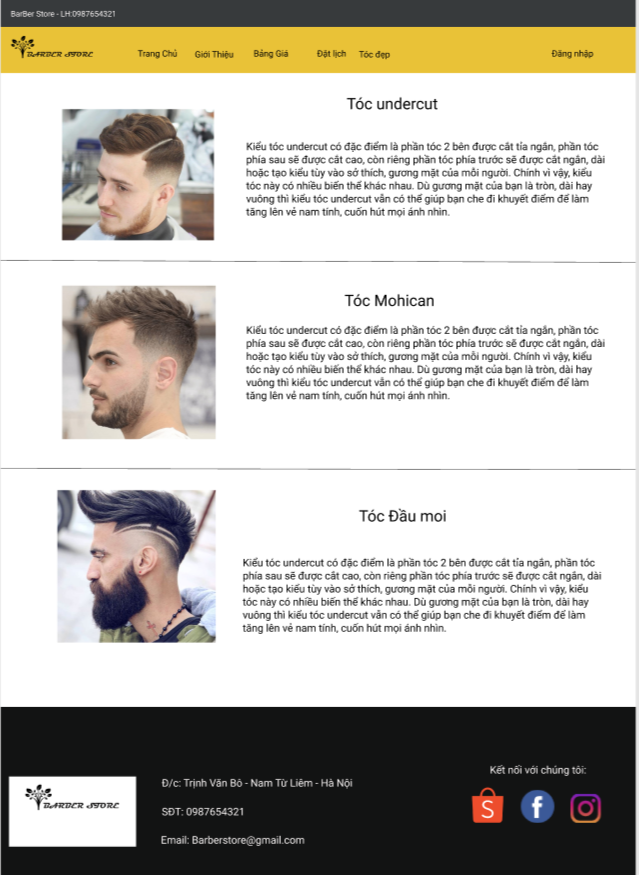 BarBer Store - LH:0987654321
BARBER STORE
Trang Chủ
Giới Thiệu
Bảng Giá
Đặt lịch
Tóc đẹp
Đăng nhập
Tóc undercut
Kiểu tóc undercut có đặc điểm là phần tóc 2 bên được cắt tỉa ngắn, phần tóc
phía sau sẽ được cắt cao, còn riêng phần tóc phía trước sẽ được cắt ngắn, dài
hoặc tạo kiểu tùy vào sở thích, gương mặt của mỗi người. Chính vì vậy, kiểu
tóc này có nhiều biến thể khác nhau. Dù gương mặt của bạn là tròn, dài hay
vuông thì kiểu tóc undercut vẫn có thể giúp bạn che đi khuyết điểm để làm
tăng lên vẻ nam tính, cuốn hút mọi ánh nhìn.
Tóc Mohican
Kiểu tóc undercut có đặc điểm là phần tóc 2 bên được cắt tỉa ngắn, phần tóc
phía sau sẽ được cắt cao, còn riêng phần tóc phía trước sẽ được cắt ngắn, dài
hoặc tạo kiểu tùy vào sở thích, gương mặt của mỗi người. Chính vì vậy, kiểu
tóc này có nhiều biến thể khác nhau. Dù gương mặt của bạn là tròn, dài hay
vuông thì kiểu tóc undercut vẫn có thể giúp bạn che đi khuyết điểm để làm
tăng lên vẻ nam tính, cuốn hút mọi ánh nhìn.
Tóc Đầu moi
Kiểu tóc undercut có đặc điểm là phần tóc 2 bên được cắt tỉa ngắn, phần tóc
phía sau sẽ được cắt cao, còn riêng phần tóc phía trước sẽ được cắt ngắn, dài
hoặc tạo kiểu tùy vào sở thích, gương mặt của mỗi người. Chính vì vậy, kiểu
tóc này có nhiều biến thể khác nhau. Dù gương mặt của bạn là tròn, dài hay
vuông thì kiểu tóc undercut vẫn có thể giúp bạn che đi khuyết điểm để làm
tăng lên vẻ nam tính, cuốn hút mọi ánh nhìn.
Kết nối với chúng tôi:
BARBER STORE
Đ/c: Trịnh Văn Bô - Nam Từ Liêm - Hà Nội
SĐT: 0987654321
Email: Barberstore@gmail.com